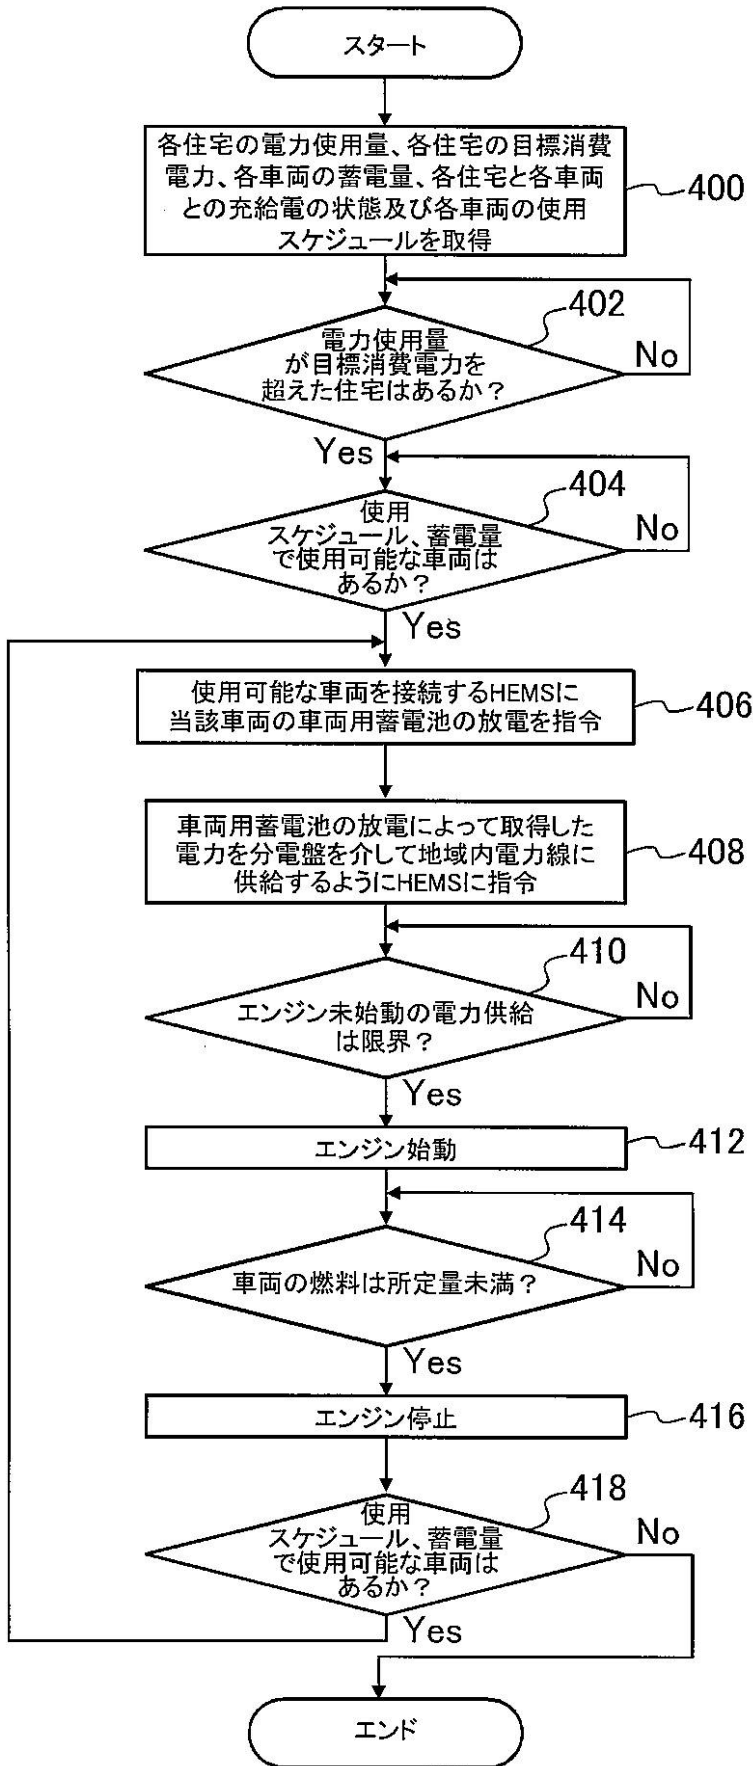 スタート
各住宅の電力使用量、各住宅の目標消費
電力、各車両の蓄電量、各住宅と各車両
との充給電の状態及び各車両の使用
スケジュールを取得
400
402
電力使用量
が目標消費電力を
超えた住宅はあるか?
No
Yes
404
使用
スケジュール、蓄電量
で使用可能な車両は
あるか?
No
Yes
使用可能な車両を接続するHEMSに
当該車両の車両用蓄電池の放電を指令
406
車両用蓄電池の放電によって取得した
電力を分電盤を介して地域内電力線に
供給するようにHEMSに指令
408
410
エンジン未始動の電力供給
は限界?
No
Yes
エンジン始動
412
414
車両の燃料は所定量未満?
No
Yes
エンジン停止
416
418
使用
スケジュール、蓄電量
で使用可能な車両は
あるか?
No
Yes
エンド